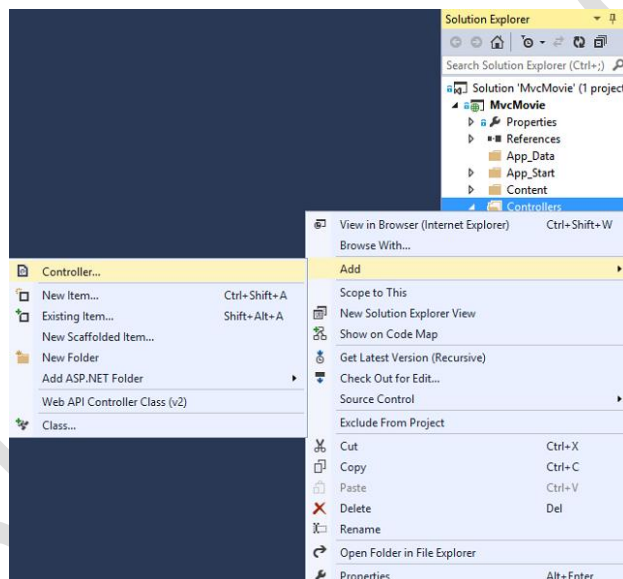 Solution Explorer
Search Solution Explorer (Ctrl+;)
Solution 'MvcMovie' (1 project
MvcMovie
Properties
References
App_Data
App_Start
Content
Controllers
View in Browser (Internet Explorer) Ctrl+Shift+W
Browse With...
Add
Scope to This
New Solution Explorer View
Show on Code Map
Get Latest Version (Recursive)
Check Out for Edit...
Source Control
Exclude From Project
Cut Ctrl+X
Copy Ctrl+C
Paste Ctrl+V
Delete Del
Rename
Open Folder in File Explorer
Properties Alt+Enter
Controller...
New Item... Ctrl+Shift+A
Existing Item... Shift+Alt+A
New Scaffolded Item...
New Folder
Add ASP.NET Folder
Web API Controller Class (v2)
Class...